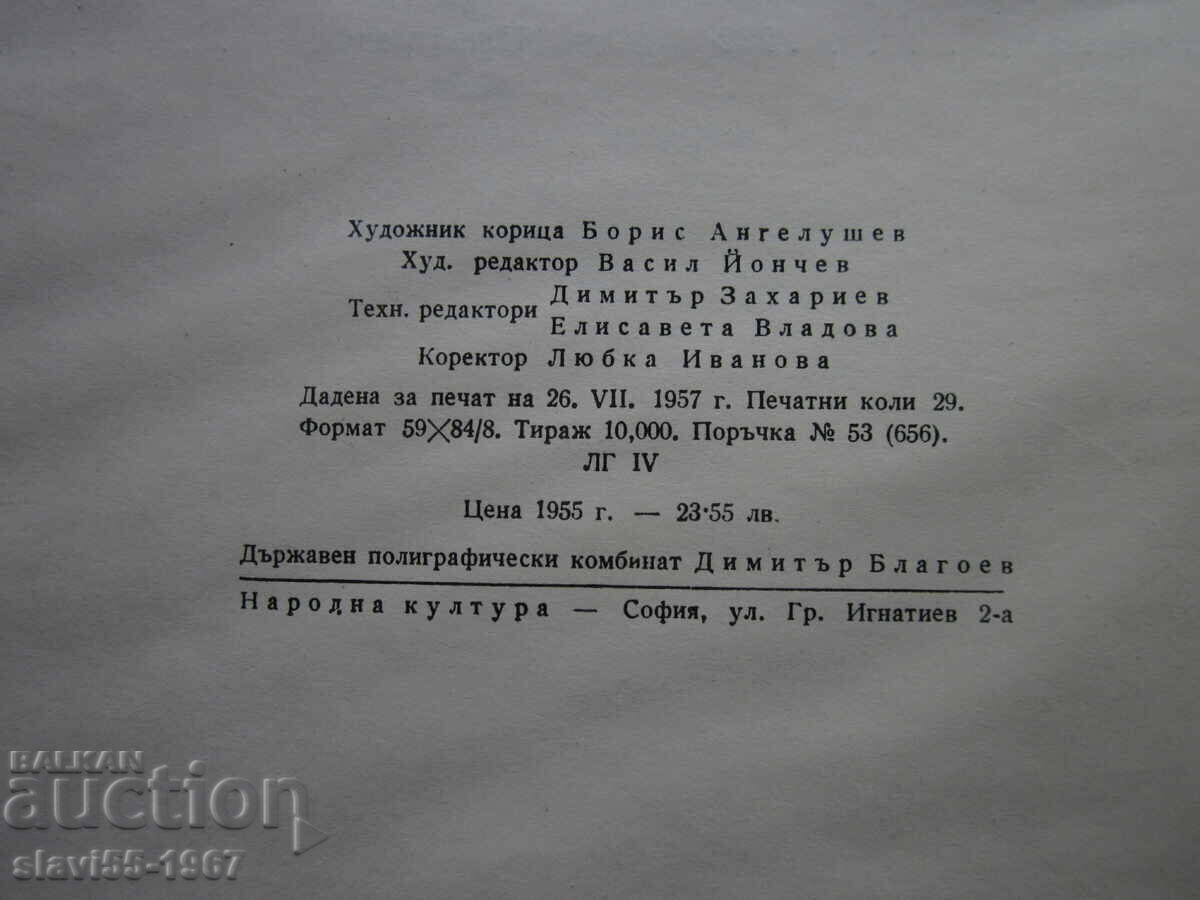 Художник корица Борис Ангелушев
Худ. редактор Васил Йончев
Техн. редактори Димитър Захариев
Елисавета Владова
Коректор Любка Иванова
Дадена за печат на 26. VII. 1957 г. Печатни коли 29.
Формат 59×84/8. Тираж 10,000. Поръчка № 53 (656).
ЛГ IV
Цена 1955 г. — 23·55 лв.
Държавен полиграфически комбинат Димитър Благоев
Народна култура — София, ул. Гр. Игнатиев 2-а
BALKAN
auction
slavi55-1967